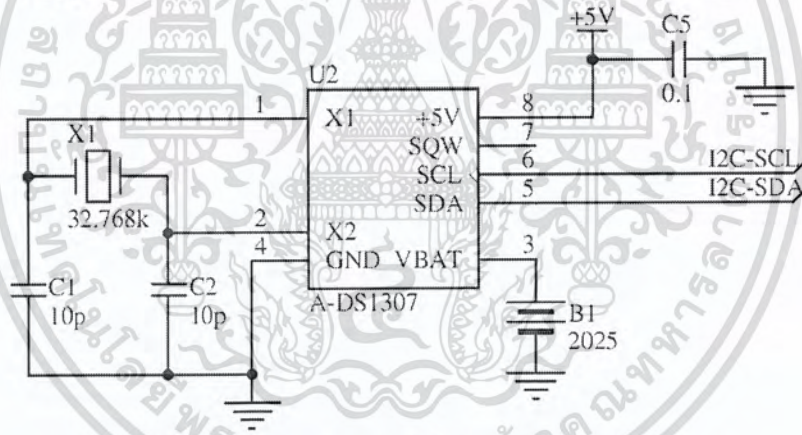 +5V
C5
0.1
U2
1
X1
+5V
8
SQW
7
SCL
6
I2C-SCL
SDA
5
I2C-SDA
X1
32.768k
2
X2
4
GND
VBAT
3
A-DS1307
C1
10p
C2
10p
B1
2025